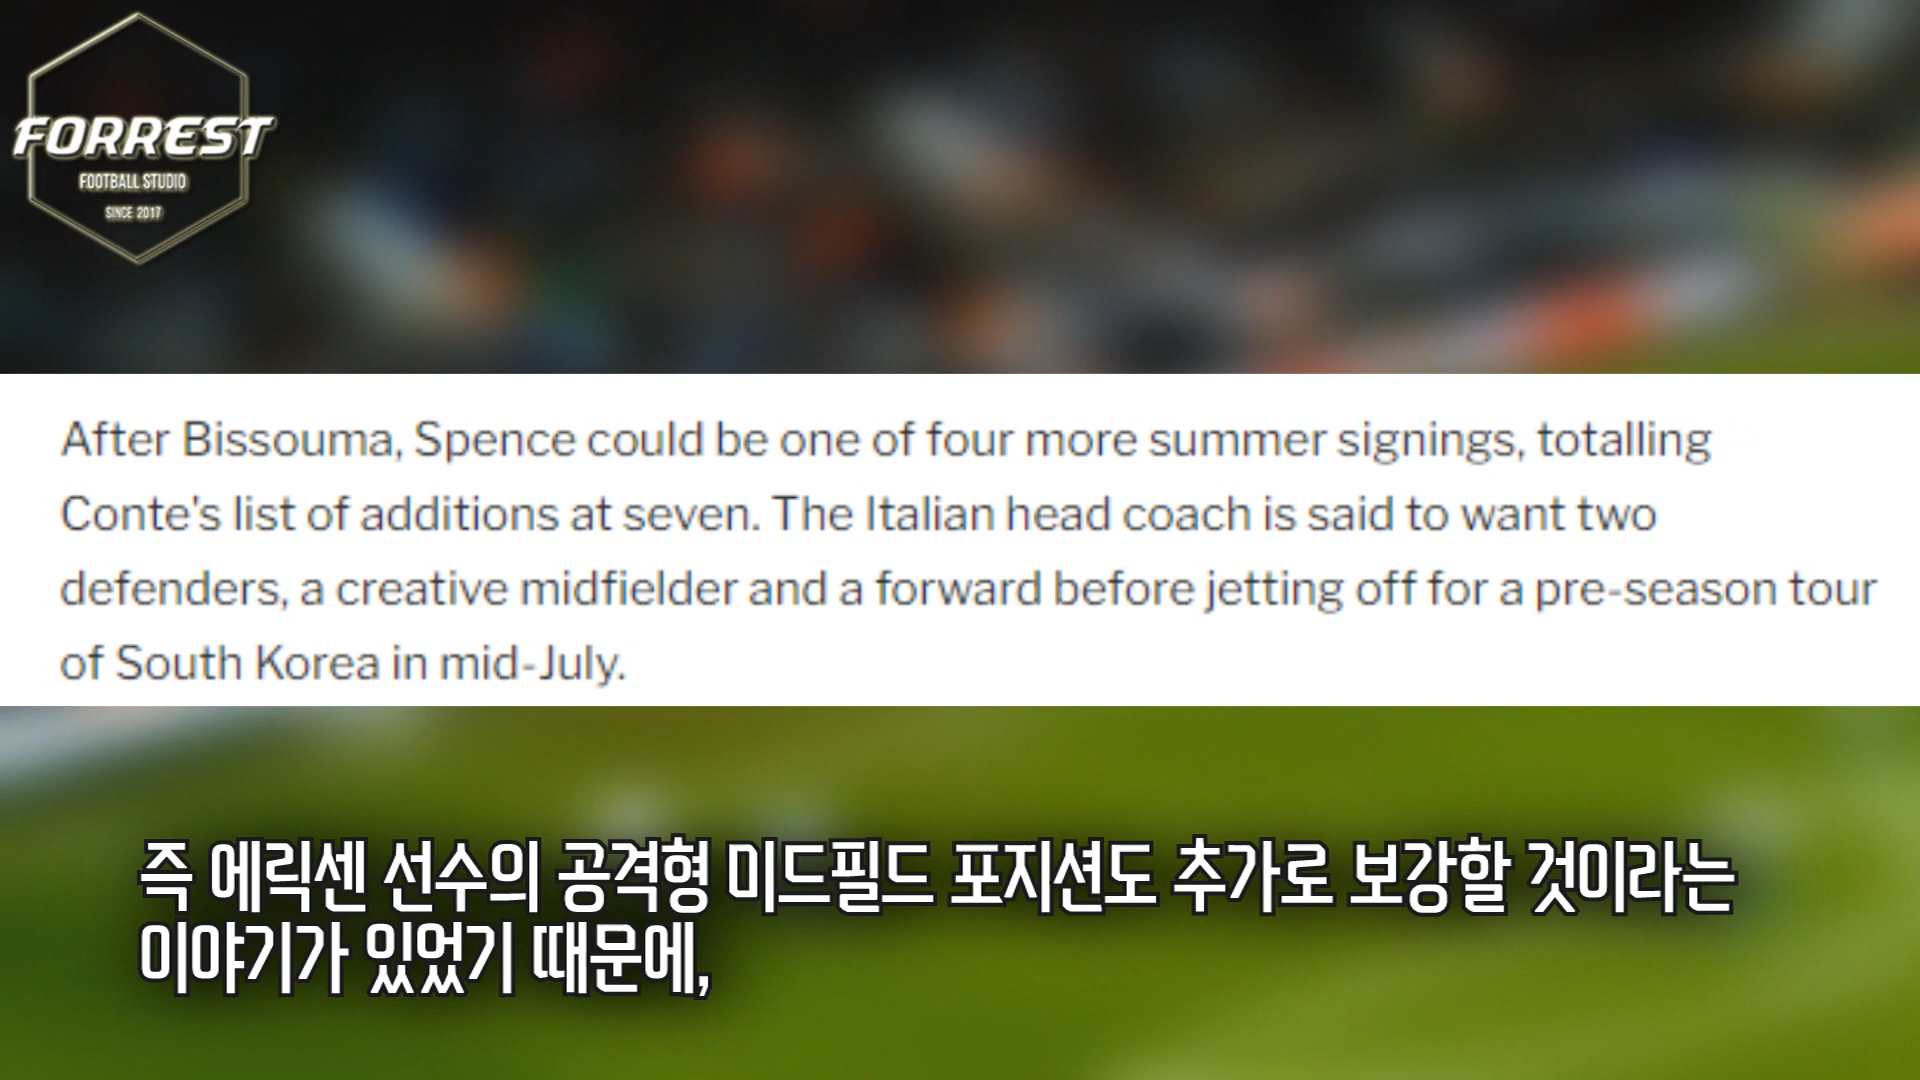 FORREST
FOOTBALL STUDIO
SINCE 2017
After Bissouma, Spence could be one of four more summer signings, totalling
Conte's list of additions at seven. The Italian head coach is said to want two
defenders, a creative midfielder and a forward before jetting off for a pre-season tour
of South Korea in mid-July.
즉 에릭센 선수의 공격형 미드필드 포지션도 추가로 보강할 것이라는
이야기가 있었기 때문에,